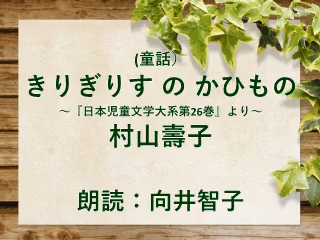 (童話）
きりぎりす の かひもの
～『日本児童文学大系第26巻』より～
村山壽子
朗読：向井智子